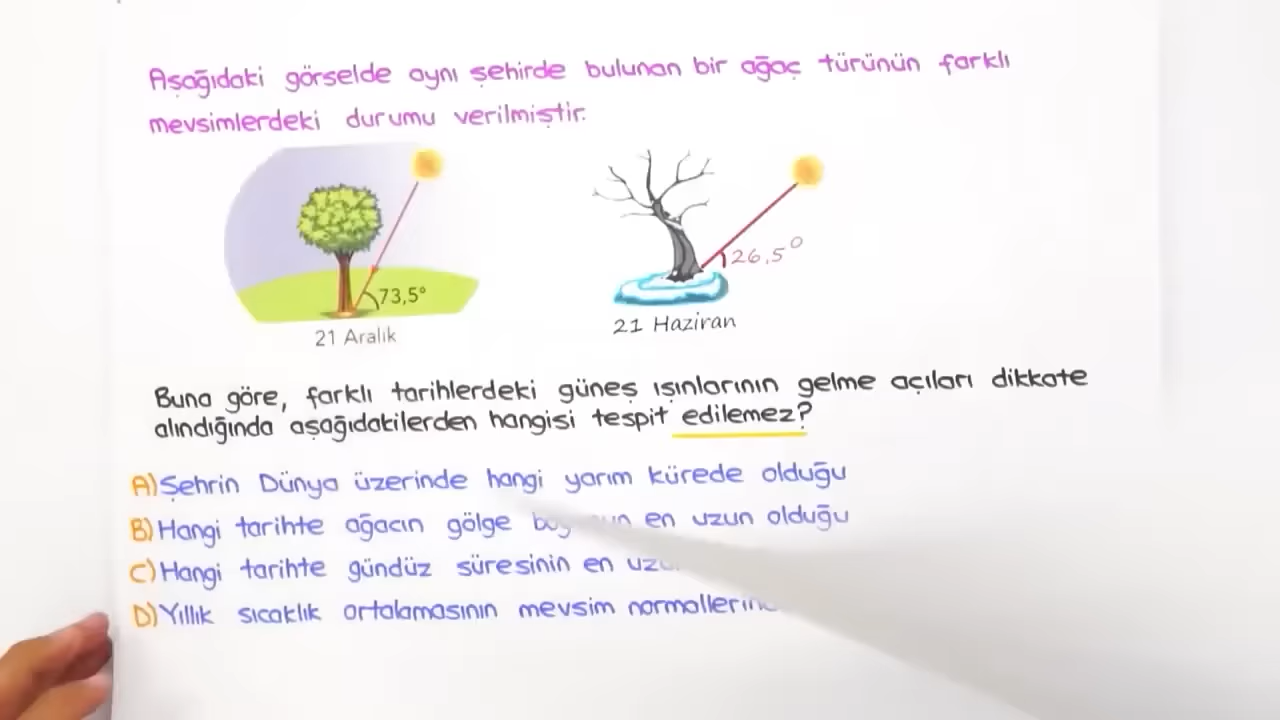 Aşağıdaki görselde aynı şehirde bulunan bir ağaç türünün farklı
mevsimlerdeki durumu verilmiştir.
73,5°
26,5°
21 Aralık
21 Haziran
Buna göre, farklı tarihlerdeki güneş ışınlarının gelme açıları dikkate
alındığında aşağıdakilerden hangisi tespit edilemez?
A) Şehrin Dünya üzerinde hangi yarım kürede olduğu
B) Hangi tarihte ağacın gölge en uzun olduğu
C) Hangi tarihte gündüz süresinin en
D) Yıllık sıcaklık ortalamasının mevsim